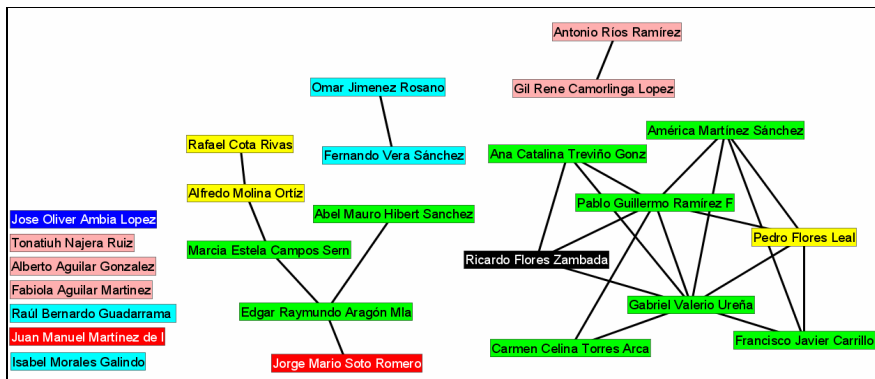 Antonio Ríos Ramírez
Gil Rene Camorlinga Lopez
Omar Jimenez Rosano
Fernando Vera Sánchez
Rafael Cota Rivas
Alfredo Molina Ortíz
Abel Mauro Hibert Sanchez
Marcia Estela Campos Sern
Edgar Raymundo Aragón Mla
Jorge Mario Soto Romero
América Martínez Sánchez
Ana Catalina Treviño Gonz
Pablo Guillermo Ramírez F
Pedro Flores Leal
Ricardo Flores Zambada
Gabriel Valerio Ureña
Francisco Javier Carrillo
Carmen Celina Torres Arca
Jose Oliver Ambia Lopez
Tonatiuh Najera Ruiz
Alberto Aguilar Gonzalez
Fabiola Aguilar Martinez
Raúl Bernardo Guadarrama
Juan Manuel Martínez de l
Isabel Morales Galindo